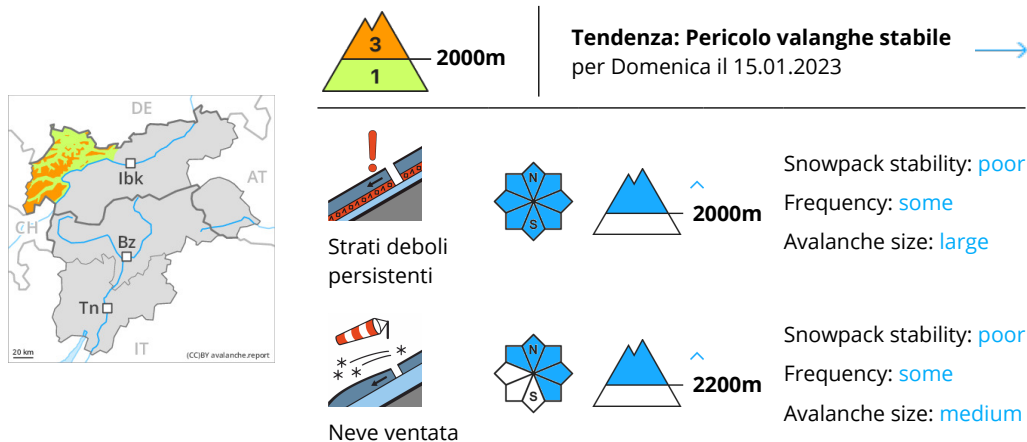 3
1
2000m
Tendenza: Pericolo valanghe stabile
per Domenica il 15.01.2023
DE
AT
Ibk
CH
Bz
Tn
IT
20 km
(CC)BY avalanche.report
Strati deboli
persistenti
N
S
2000m
Snowpack stability: poor
Frequency: some
Avalanche size: large
Neve ventata
N
S
2200m
Snowpack stability: poor
Frequency: some
Avalanche size: medium